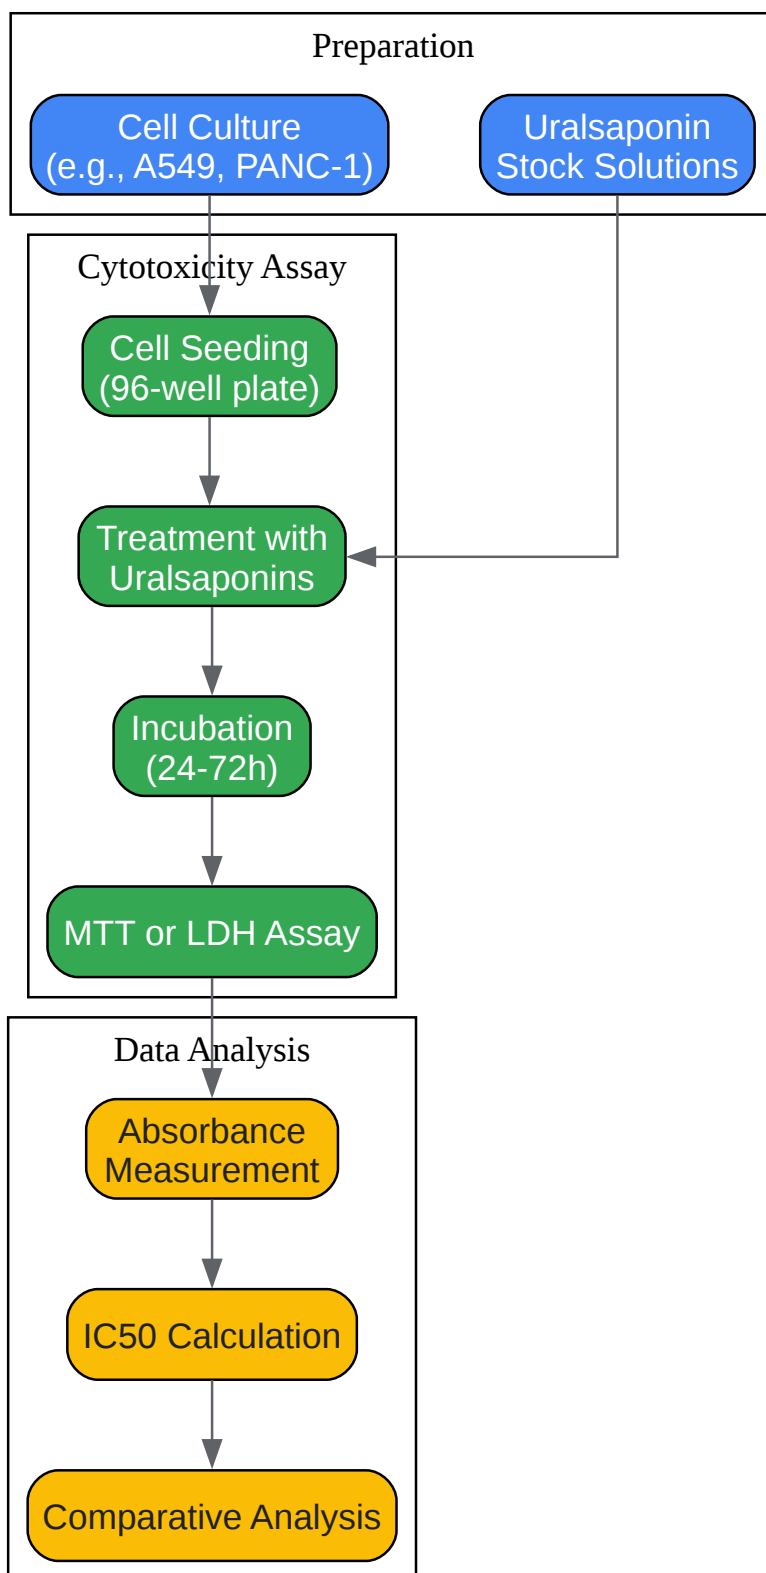 Preparation
Cell Culture
(e.g., A549, PANC-1)
Uralsaponin
Stock Solutions
Cytotoxicity Assay
Cell Seeding
(96-well plate)
Treatment with
Uralsaponins
Incubation
(24-72h)
MTT or LDH Assay
Data Analysis
Absorbance
Measurement
IC50 Calculation
Comparative Analysis